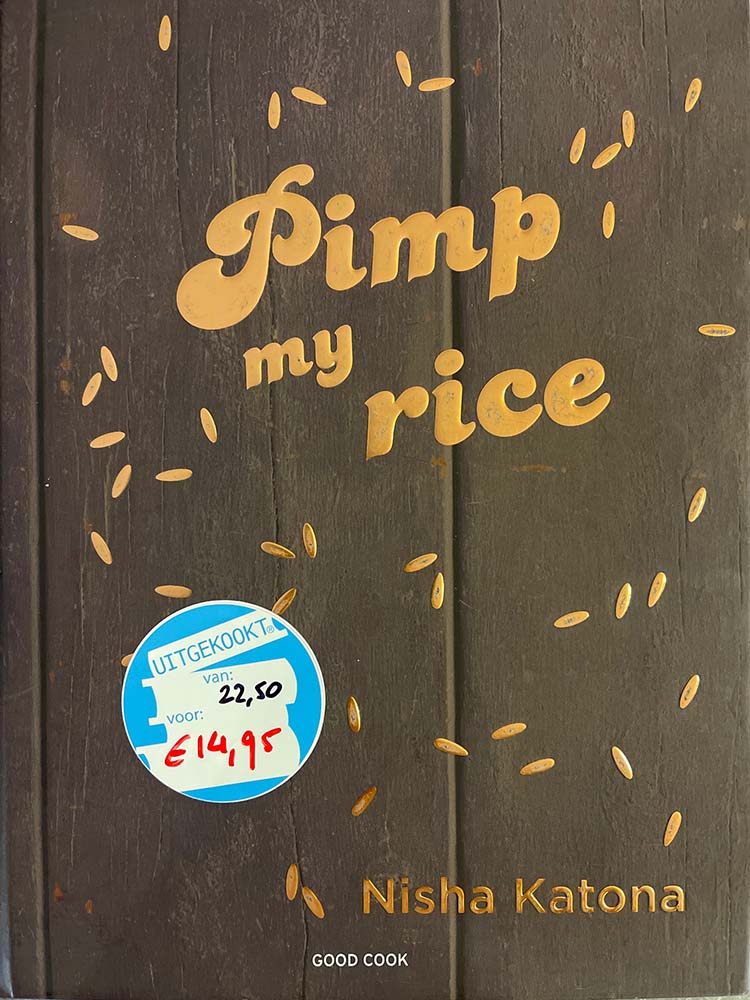 Pimp
my
rice
UITGEKOOKT®
van:
22,50
voor:
€14,95
Nisha Katona
GOOD COOK